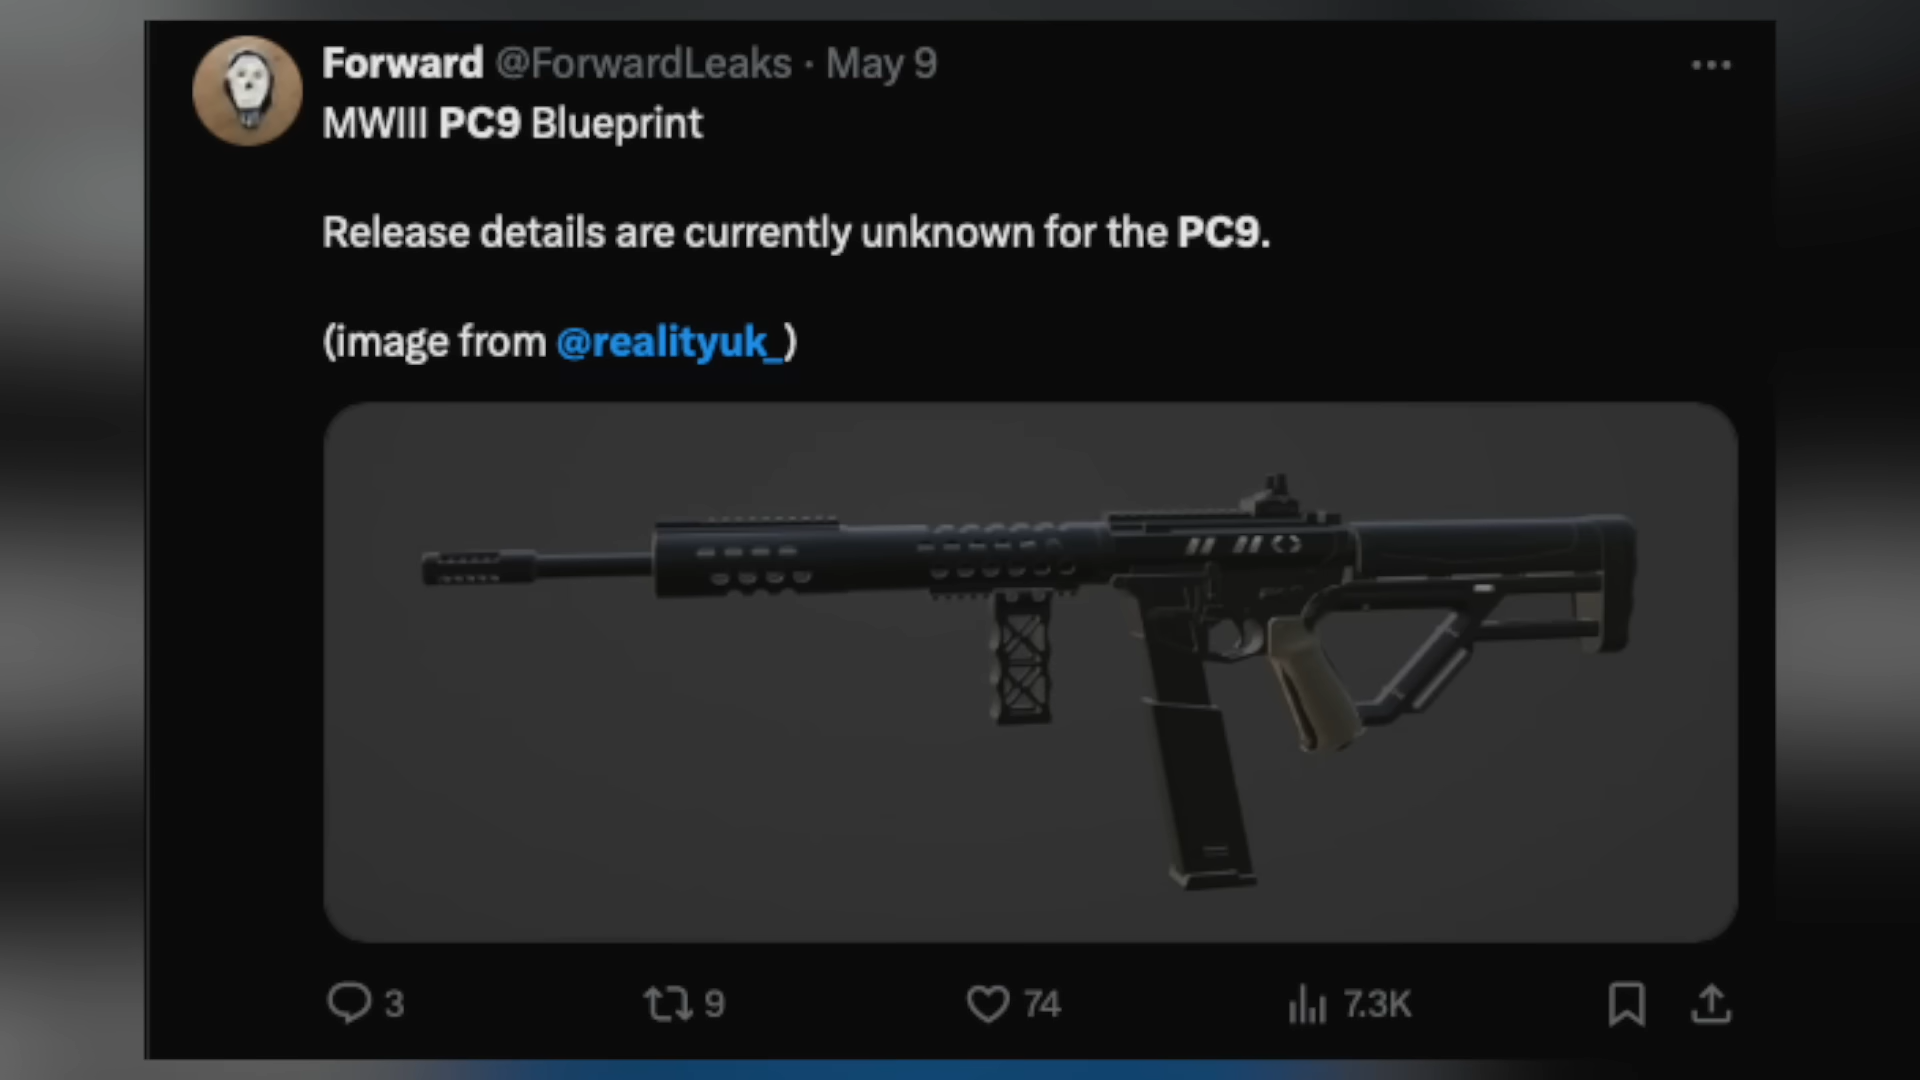 Forward @ForwardLeaks · May 9
MWIII PC9 Blueprint
Release details are currently unknown for the PC9.
(image from @realityuk_)
3 9 74 7.3K